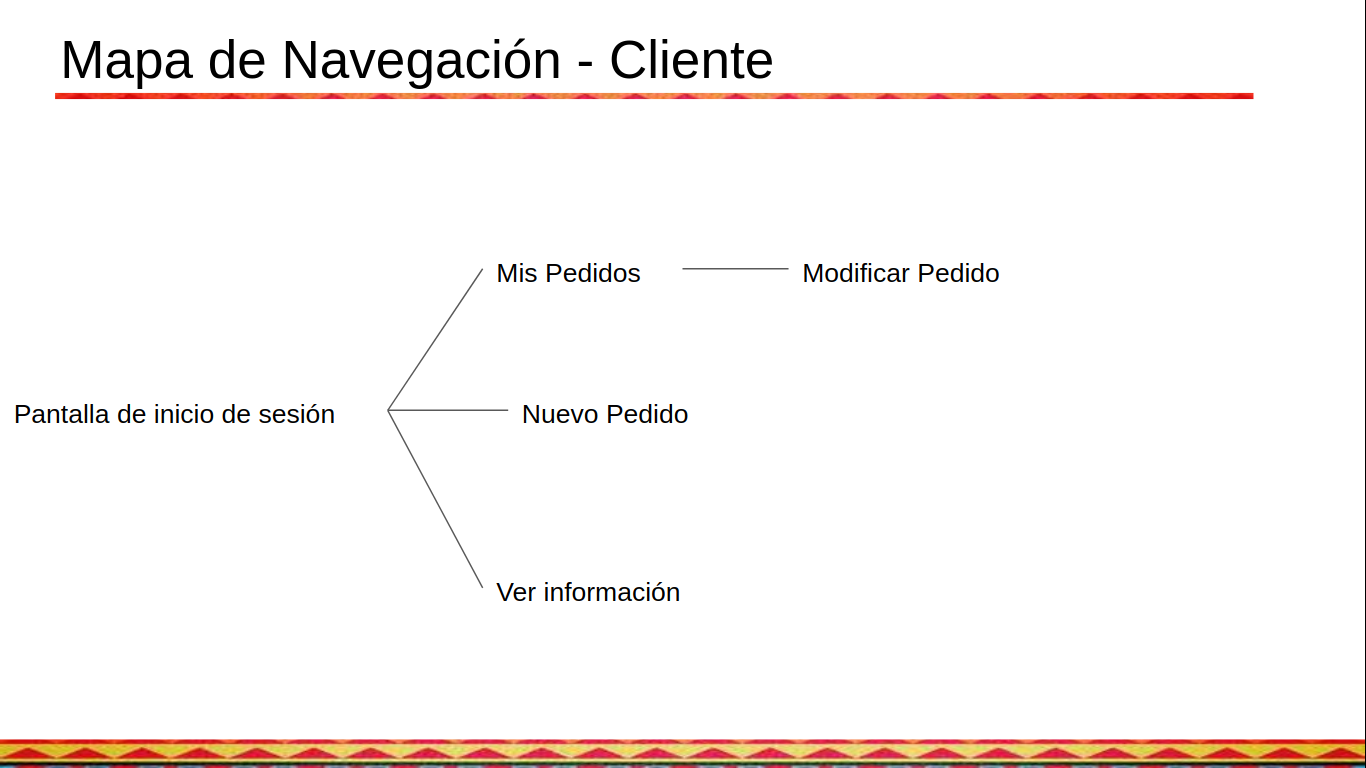 Mapa de Navegación - Cliente
Mis Pedidos
Modificar Pedido
Pantalla de inicio de sesión
Nuevo Pedido
Ver información